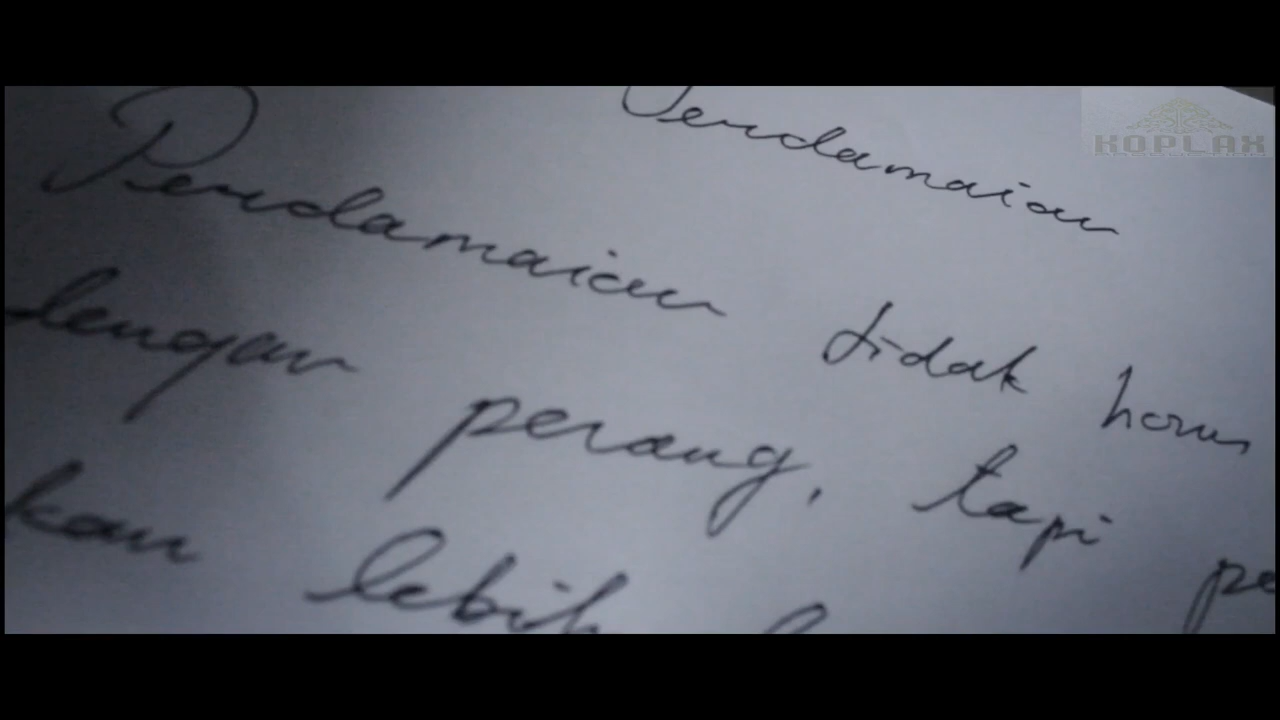 Perdamaian
KOPLAX
Perdamaian tidak harus
dengan perang, tapi
kan lebih